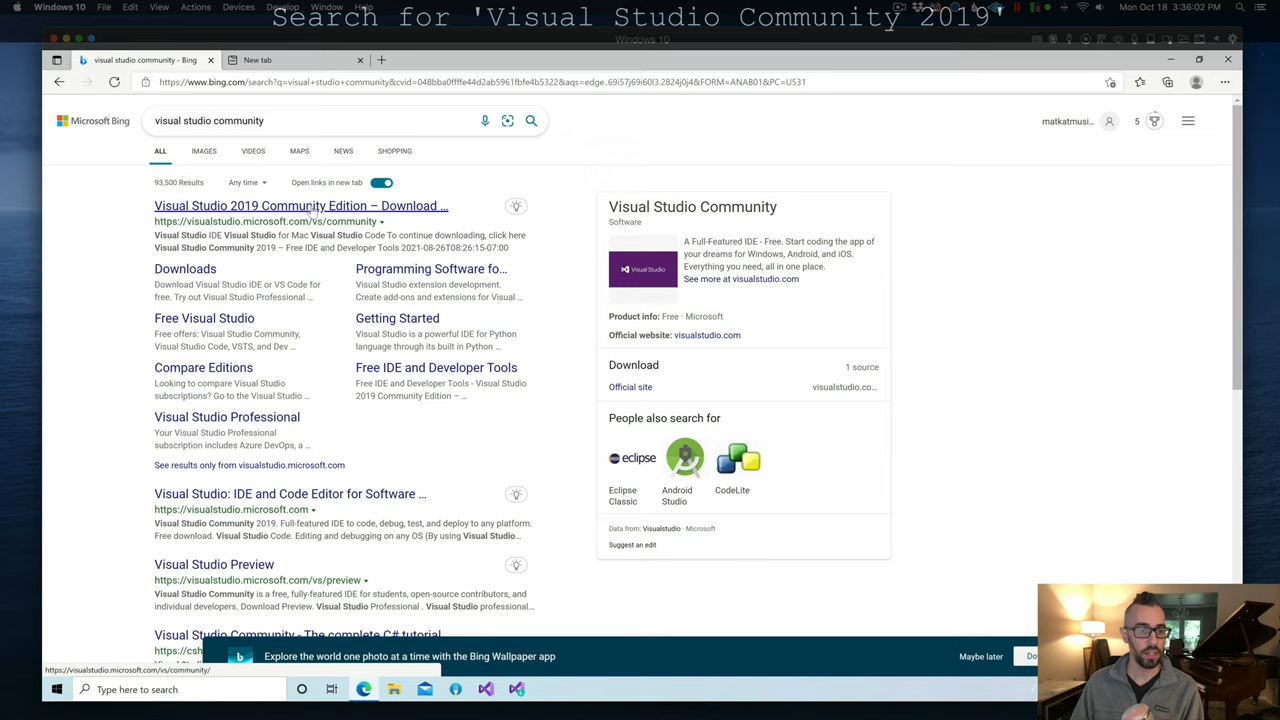 Windows 10 File Edit View Actions Devices Window Help
Mon Oct 18 3:36:02 PM
Search for 'Visual Studio Community 2019'
Windows 10
visual studio community - Bing
New tab
https://www.bing.com/search?q=visual+studio+community&cvid=048bba0ffffe44d2ab5961fbfe4b5322&aqs=edge..69i57j69i60l3.2824j0j4&FORM=ANAB01&PC=U531
Microsoft Bing
visual studio community
matkatmusi...
5
ALL IMAGES VIDEOS MAPS NEWS SHOPPING
93,500 Results Any time Open links in new tab
Visual Studio 2019 Community Edition – Download ...
https://visualstudio.microsoft.com/vs/community
Visual Studio IDE Visual Studio for Mac Visual Studio Code To continue downloading, click here
Visual Studio Community 2019 – Free IDE and Developer Tools 2021-08-26T08:26:15-07:00
Downloads
Download Visual Studio IDE or VS Code for
free. Try out Visual Studio Professional ...
Programming Software fo...
Visual Studio extension development.
Create add-ons and extensions for Visual ...
Free Visual Studio
Free offers: Visual Studio Community,
Visual Studio Code, VSTS, and Dev ...
Getting Started
Visual Studio is a powerful IDE for Python
language through its built in Python ...
Compare Editions
Looking to compare Visual Studio
subscriptions? Go to the Visual Studio ...
Free IDE and Developer Tools
Free IDE and Developer Tools - Visual Studio
2019 Community Edition – ...
Visual Studio Professional
Your Visual Studio Professional
subscription includes Azure DevOps, a ...
See results only from visualstudio.microsoft.com
Visual Studio: IDE and Code Editor for Software ...
https://visualstudio.microsoft.com
Visual Studio Community 2019. Full-featured IDE to code, debug, test, and deploy to any platform.
Free download. Visual Studio Code. Editing and debugging on any OS (By using Visual Studio...
Visual Studio Preview
https://visualstudio.microsoft.com/vs/preview
Visual Studio Community is a free, fully-featured IDE for students, open-source contributors, and
individual developers. Download Preview. Visual Studio Professional . Visual Studio professional...
Visual Studio Community - The complete C# tutorial
https://csh
Visual Studio Community
Software
Visual Studio
A Full-Featured IDE - Free. Start coding the app of
your dreams for Windows, Android, and iOS.
Everything you need, all in one place.
See more at visualstudio.com
Product info: Free · Microsoft
Official website: visualstudio.com
Download
1 source
Official site
visualstudio.co...
People also search for
eclipse
Eclipse
Classic
Android
Studio
CodeLite
Data from: Visualstudio · Microsoft
Suggest an edit
Explore the world one photo at a time with the Bing Wallpaper app
Maybe later
https://visualstudio.microsoft.com/vs/community/
Type here to search